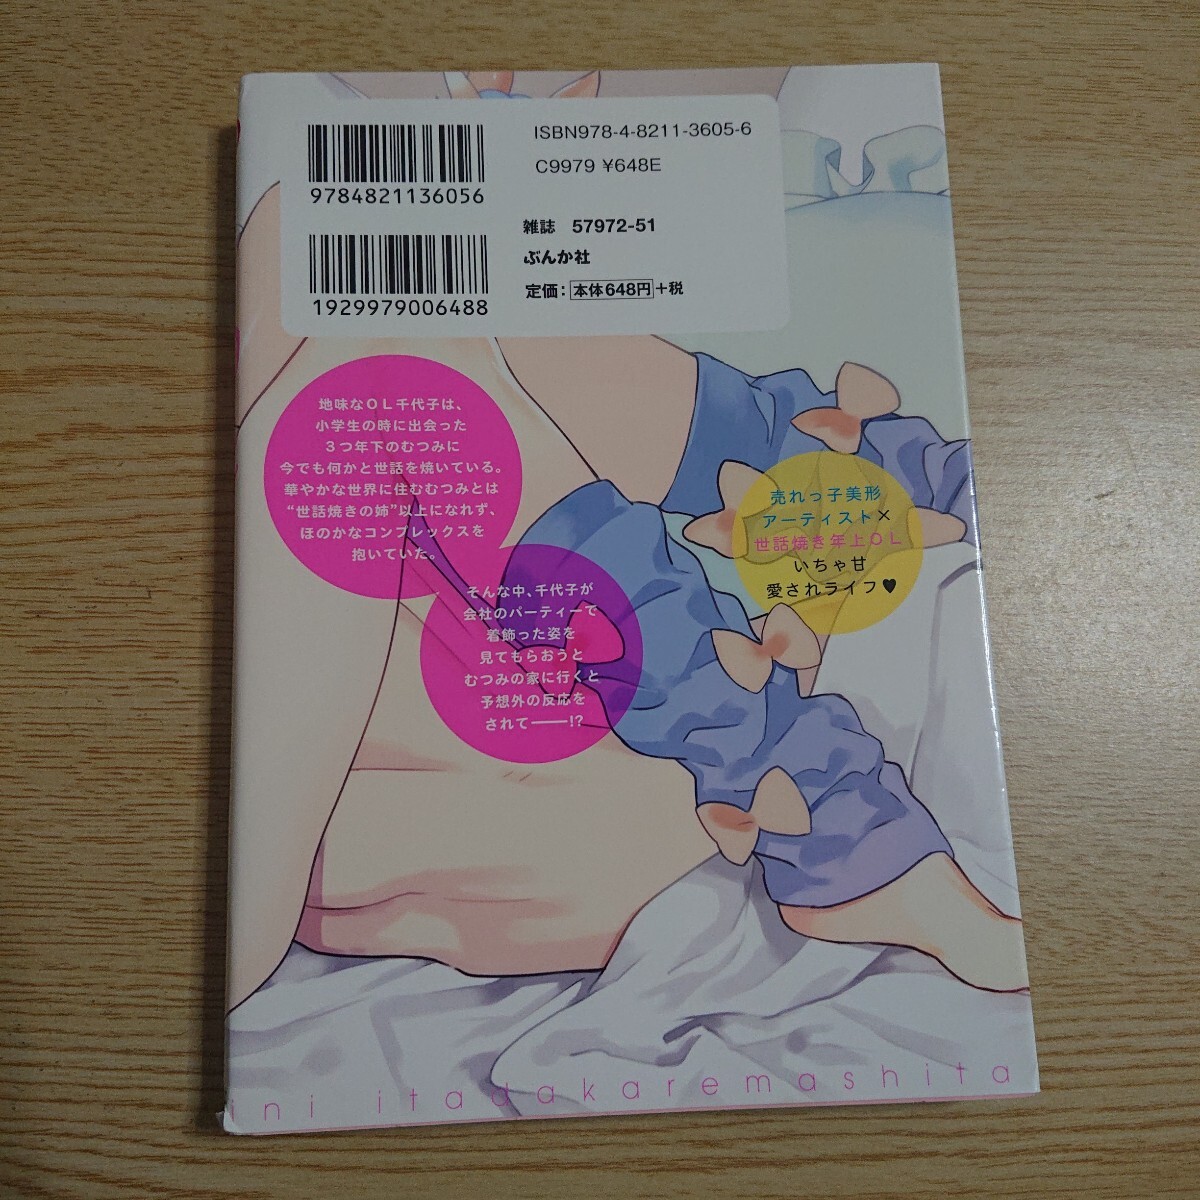 ISBN978-4-8211-3605-6
C9979 ¥648E
9784821136056
雑誌 57972-51
ぶんか社
定価：本体648円+税
1929979006488
地味なOL千代子は、
小学生の時に出会った
3つ年下のむつみに
今でも何かと世話を焼いている。
華やかな世界に住むむつみとは
“世話焼きの姉”以上になれず、
ほのかなコンプレックスを
抱いていた。
そんな中、千代子が
会社のパーティーで
着飾った姿を
見てもらおうと
むつみの家に行くと
予想外の反応を
されて――!?
売れっ子美形
アーティスト×
世話焼き年上OL
いちゃ甘
愛されライフ♥
ini itadakaremashita